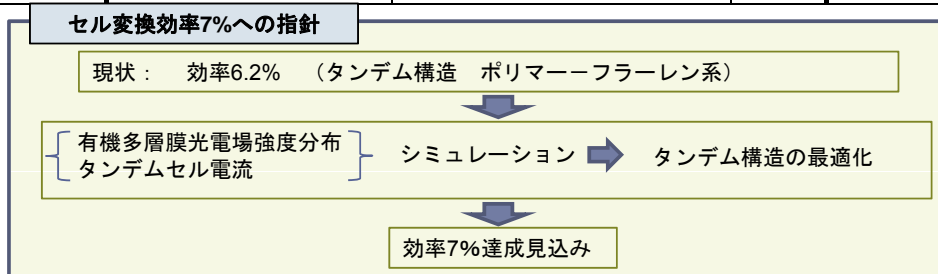 セル変換効率7%への指針
現状： 効率6.2% （タンデム構造 ポリマーーフラーレン系）
有機多層膜光電場強度分布
タンデムセル電流
シミュレーション
タンデム構造の最適化
効率7%達成見込み